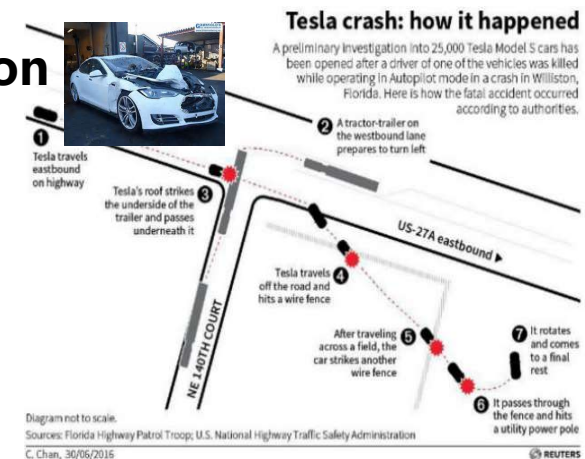 on
Tesla crash: how it happened
A preliminary investigation into 25,000 Tesla Model S cars has
been opened after a driver of one of the vehicles was killed
while operating in Autopilot mode in a crash in Williston,
Florida. Here is how the fatal accident occurred
according to authorities.
1
Tesla travels
eastbound
on highway
2 A tractor-trailer on
the westbound lane
prepares to turn left
Tesla's roof strikes 3
the underside of the
trailer and passes
underneath it
US-27A eastbound
Tesla travels 4
off the road and
hits a wire fence
NE 140TH COURT
After traveling 5
across a field, the
car strikes another
wire fence
7 It rotates
and comes
to a final
rest
6 It passes through
the fence and hits
a utility power pole
Diagram not to scale.
Sources: Florida Highway Patrol Troop; U.S. National Highway Traffic Safety Administration
C. Chan, 30/06/2016
REUTERS